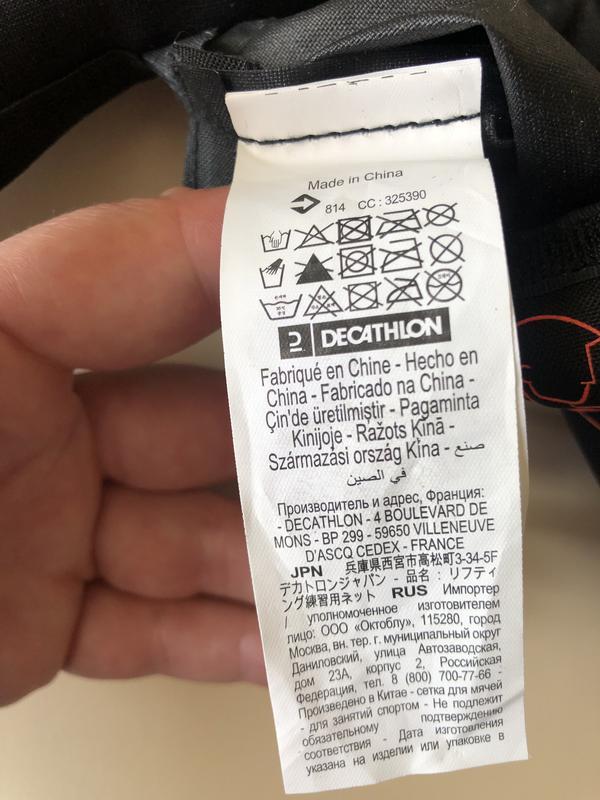 Made in China
814 CC : 325390
DECATHLON
Fabriqué en Chine - Hecho en
China - Fabricado na China -
Çin'de üretilmiştir - Pagaminta
Kinijoje - Ražots Ķīnā -
Származási ország Kína - صنع
في الصين
Производитель и адрес, Франция:
- DECATHLON - 4 BOULEVARD DE
MONS - BP 299 - 59650 VILLENEUVE
D'ASCQ CEDEX - FRANCE
JPN 兵庫県西宮市高松町3-34-5F
デカトロンジャパン - 品名 : リフティ
ング練習用ネット RUS Импортер
/ уполномоченное изготовителем
лицо: ООО «Октоблу», 115280, город
Москва, вн. тер. г. муниципальный округ
Даниловский, улица Автозаводская,
дом 23А, корпус 2, Российская
Федерация, тел. 8 (800) 700-77-66 -
Произведено в Китае - сетка для мячей
- для занятий спортом - Не подлежит
обязательному подтверждению
соответствия - Дата изготовления
указана на изделии или упаковке в